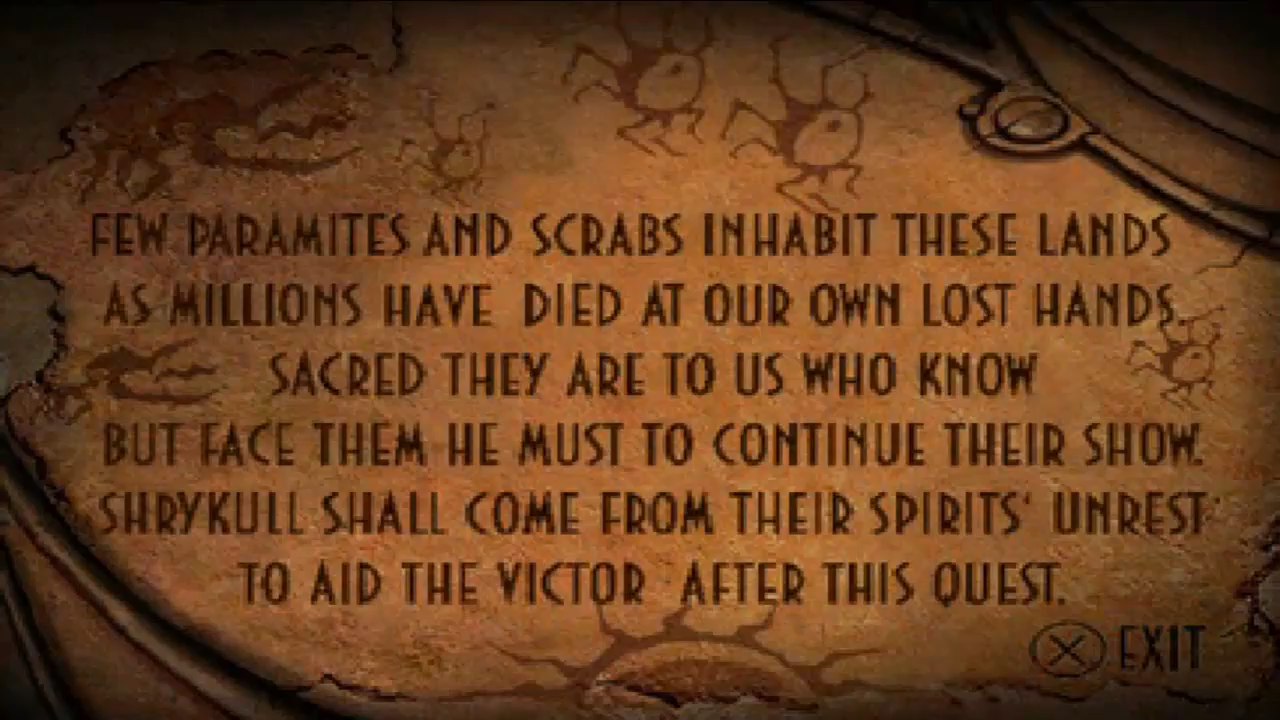 FEW PARAMITES AND SCRABS INHABIT THESE LANDS
AS MILLIONS HAVE DIED AT OUR OWN LOST HANDS.
SACRED THEY ARE TO US WHO KNOW
BUT FACE THEM HE MUST TO CONTINUE THEIR SHOW.
SHRYKULL SHALL COME FROM THEIR SPIRITS' UNREST
TO AID THE VICTOR AFTER THIS QUEST.
EXIT